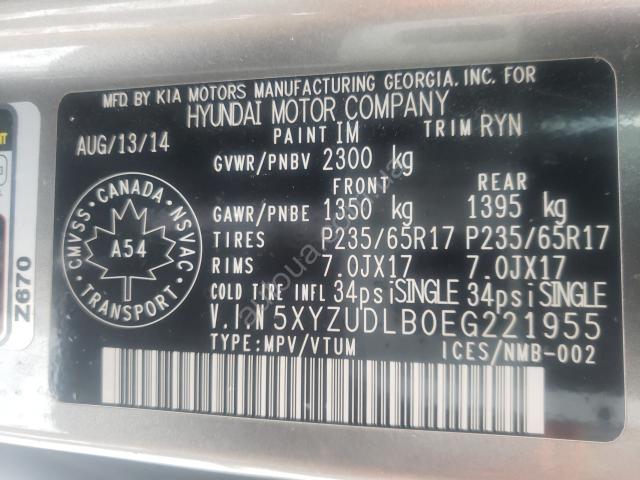 MFD. BY KIA MOTORS MANUFACTURING GEORGIA, INC. FOR
HYUNDAI MOTOR COMPANY
AUG/13/14 PAINT IM TRIM RYN
GVWR/PNBV 2300 kg
FRONT REAR
GAWR/PNBE 1350 kg 1395 kg
TIRES P235/65R17 P235/65R17
RIMS 7.0JX17 7.0JX17
COLD TIRE INFL 34psi SINGLE 34psi SINGLE
V.I.N 5XYZUDLB0EG221955
TYPE:MPV/VTUM ICES/NMB-002
CANADA
CMVSS NSVAC
A54
TRANSPORT
Z670